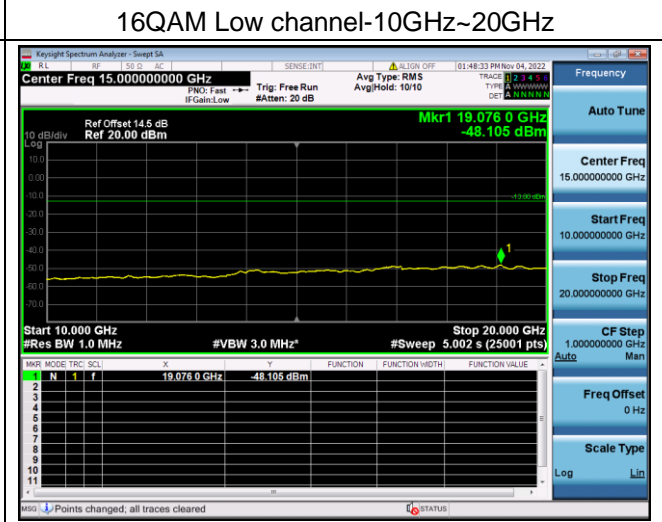 16QAM Low channel-10GHz~20GHz
Keysight Spectrum Analyzer - Swept SA
RL RF 50 Ω AC SENSE:INT ALIGN OFF 01:48:33 PM Nov 04, 2022
Center Freq 15.000000000 GHz Avg Type: RMS TRACE 1 2 3 4 5 6
PNO: Fast Trig: Free Run Avg|Hold: 10/10 TYPE A WWWWW
IFGain:Low #Atten: 20 dB DET A N N N N N
Frequency
Auto Tune
Ref Offset 14.5 dB Mkr1 19.076 0 GHz
10 dB/div Ref 20.00 dBm -48.105 dBm
Log
10.0
0.00
-10.0
-13.00 dBm
-20.0
-30.0
-40.0
1
-50.0
-60.0
-70.0
Start 10.000 GHz Stop 20.000 GHz
#Res BW 1.0 MHz #VBW 3.0 MHz* #Sweep 5.002 s (25001 pts)
Center Freq
15.000000000 GHz
Start Freq
10.000000000 GHz
Stop Freq
20.000000000 GHz
CF Step
1.000000000 GHz
Auto Man
Freq Offset
0 Hz
Scale Type
Log Lin
MKR MODE TRC SCL X Y FUNCTION FUNCTION WIDTH FUNCTION VALUE
1 N 1 f 19.076 0 GHz -48.105 dBm
2
3
4
5
6
7
8
9
10
11
MSG Points changed; all traces cleared STATUS